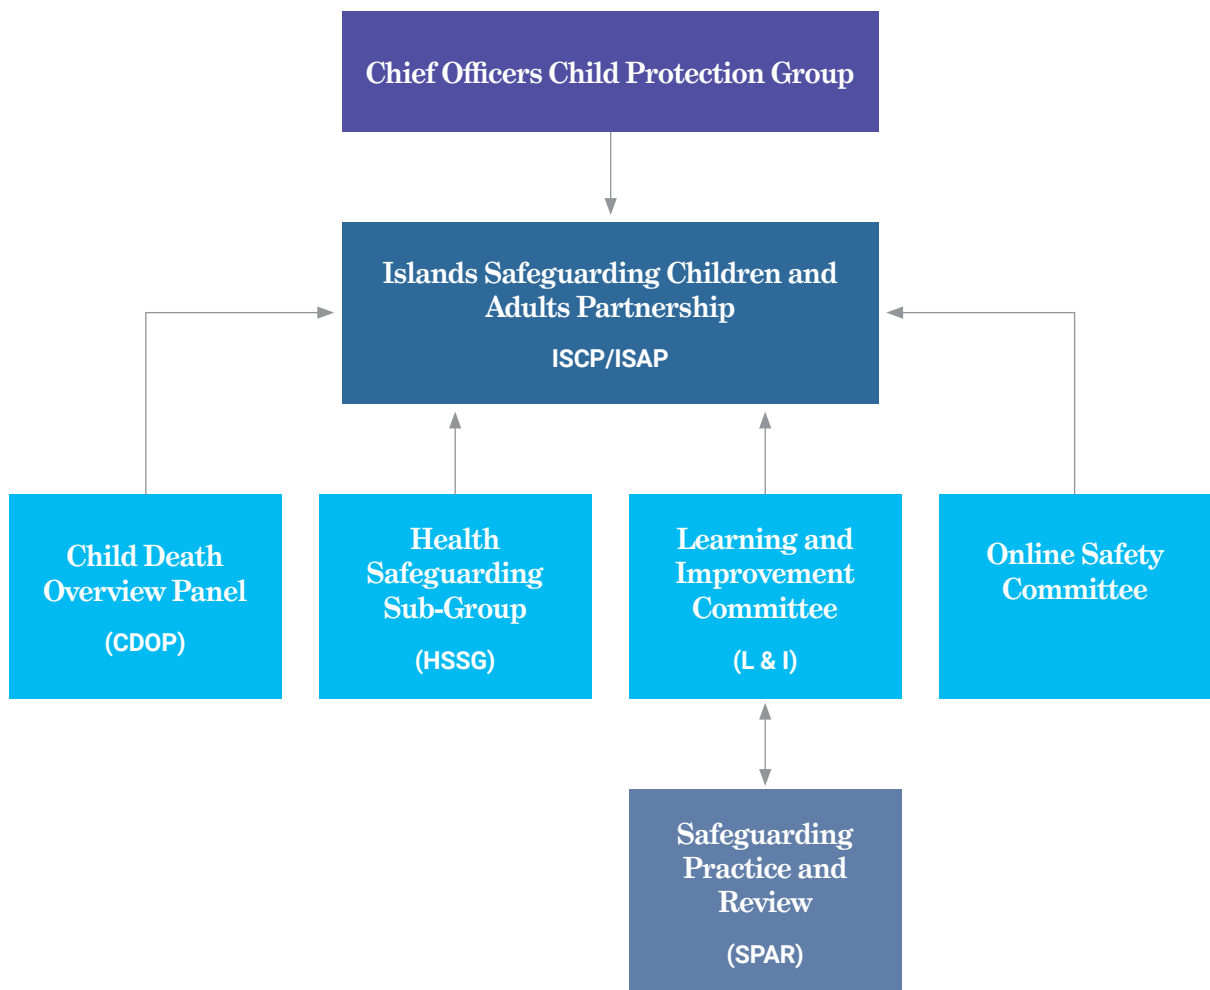 Chief Officers Child Protection Group
Islands Safeguarding Children and
Adults Partnership
ISCP/ISAP
Child Death
Overview Panel
(CDOP)
Health
Safeguarding
Sub-Group
(HSSG)
Learning and
Improvement
Committee
(L & I)
Online Safety
Committee
Safeguarding
Practice and
Review
(SPAR)